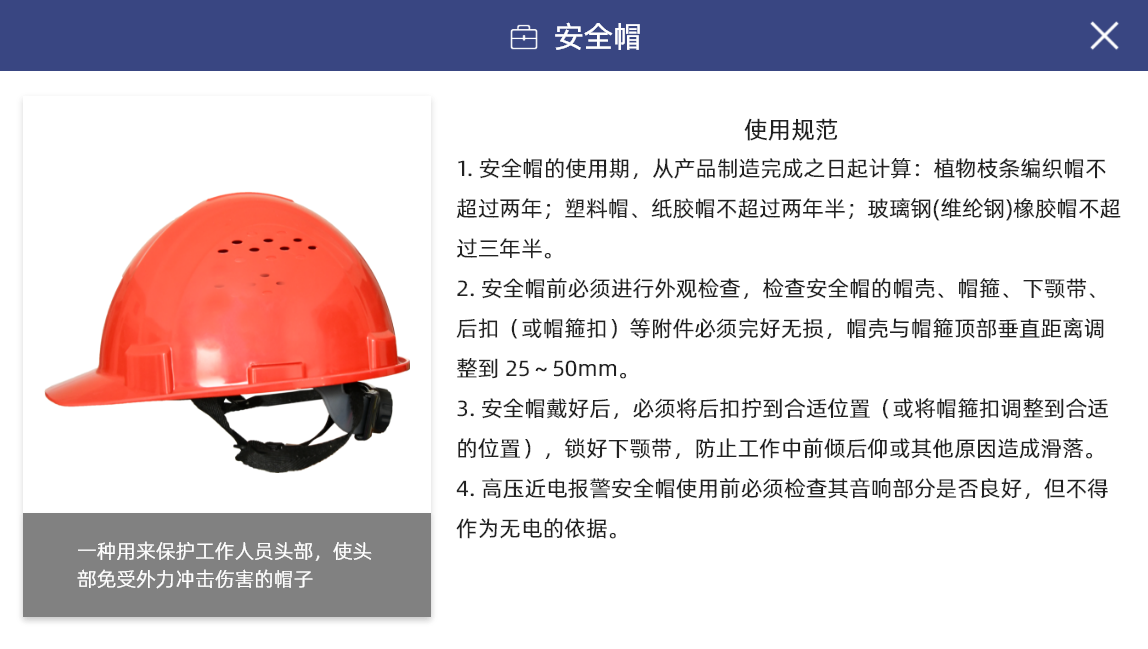 安全帽
使用规范
1. 安全帽的使用期，从产品制造完成之日起计算：植物枝条编织帽不
超过两年；塑料帽、纸胶帽不超过两年半；玻璃钢(维纶钢)橡胶帽不超
过三年半。
2. 安全帽前必须进行外观检查，检查安全帽的帽壳、帽箍、下颚带、
后扣（或帽箍扣）等附件必须完好无损，帽壳与帽箍顶部垂直距离调
整到 25～50mm。
3. 安全帽戴好后，必须将后扣拧到合适位置（或将帽箍扣调整到合适
的位置），锁好下颚带，防止工作中前倾后仰或其他原因造成滑落。
4. 高压近电报警安全帽使用前必须检查其音响部分是否良好，但不得
作为无电的依据。
一种用来保护工作人员头部，使头
部免受外力冲击伤害的帽子